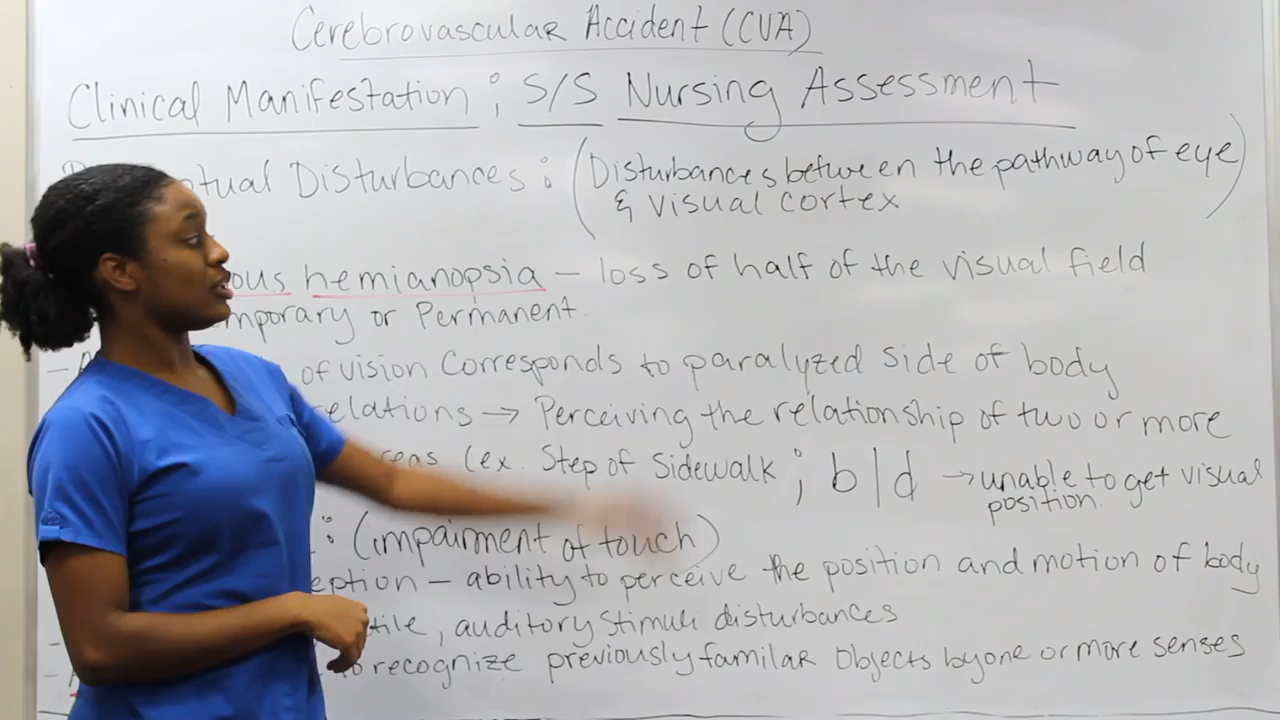 Cerebrovascular Accident (CVA)
Clinical Manifestation ; S/S Nursing Assessment
tual Disturbances : (Disturbances between the pathway of eye
& visual cortex)
ous hemianopsia – loss of half of the visual field
mporary or Permanent.
of vision Corresponds to paralyzed side of body
relations → Perceiving the relationship of two or more
reas (ex. Step of Sidewalk ; b/d → unable to get visual
position.
: (impairment of touch)
eption – ability to perceive the position and motion of body
tile, auditory stimuli disturbances
to recognize previously familar objects by one or more senses